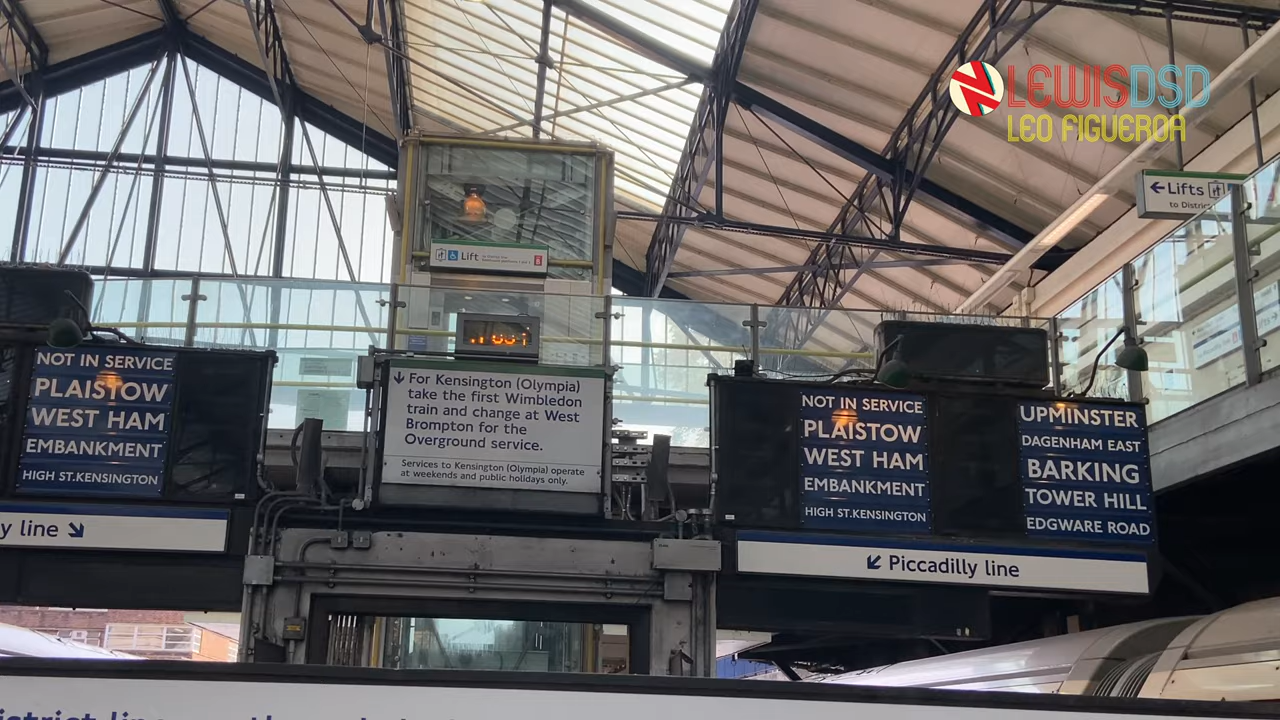 LEWISDSD
LEO FIGUEROA
←Lifts
to District
Lift
NOT IN SERVICE
PLAISTOW
WEST HAM
EMBANKMENT
HIGH ST.KENSINGTON
y line ↘
↓ For Kensington (Olympia)
take the first Wimbledon
train and change at West
Brompton for the
Overground service.
Services to Kensington (Olympia) operate
at weekends and public holidays only.
NOT IN SERVICE
PLAISTOW
WEST HAM
EMBANKMENT
HIGH ST.KENSINGTON
UPMINSTER
DAGENHAM EAST
BARKING
TOWER HILL
EDGWARE ROAD
↙ Piccadilly line
istrict line